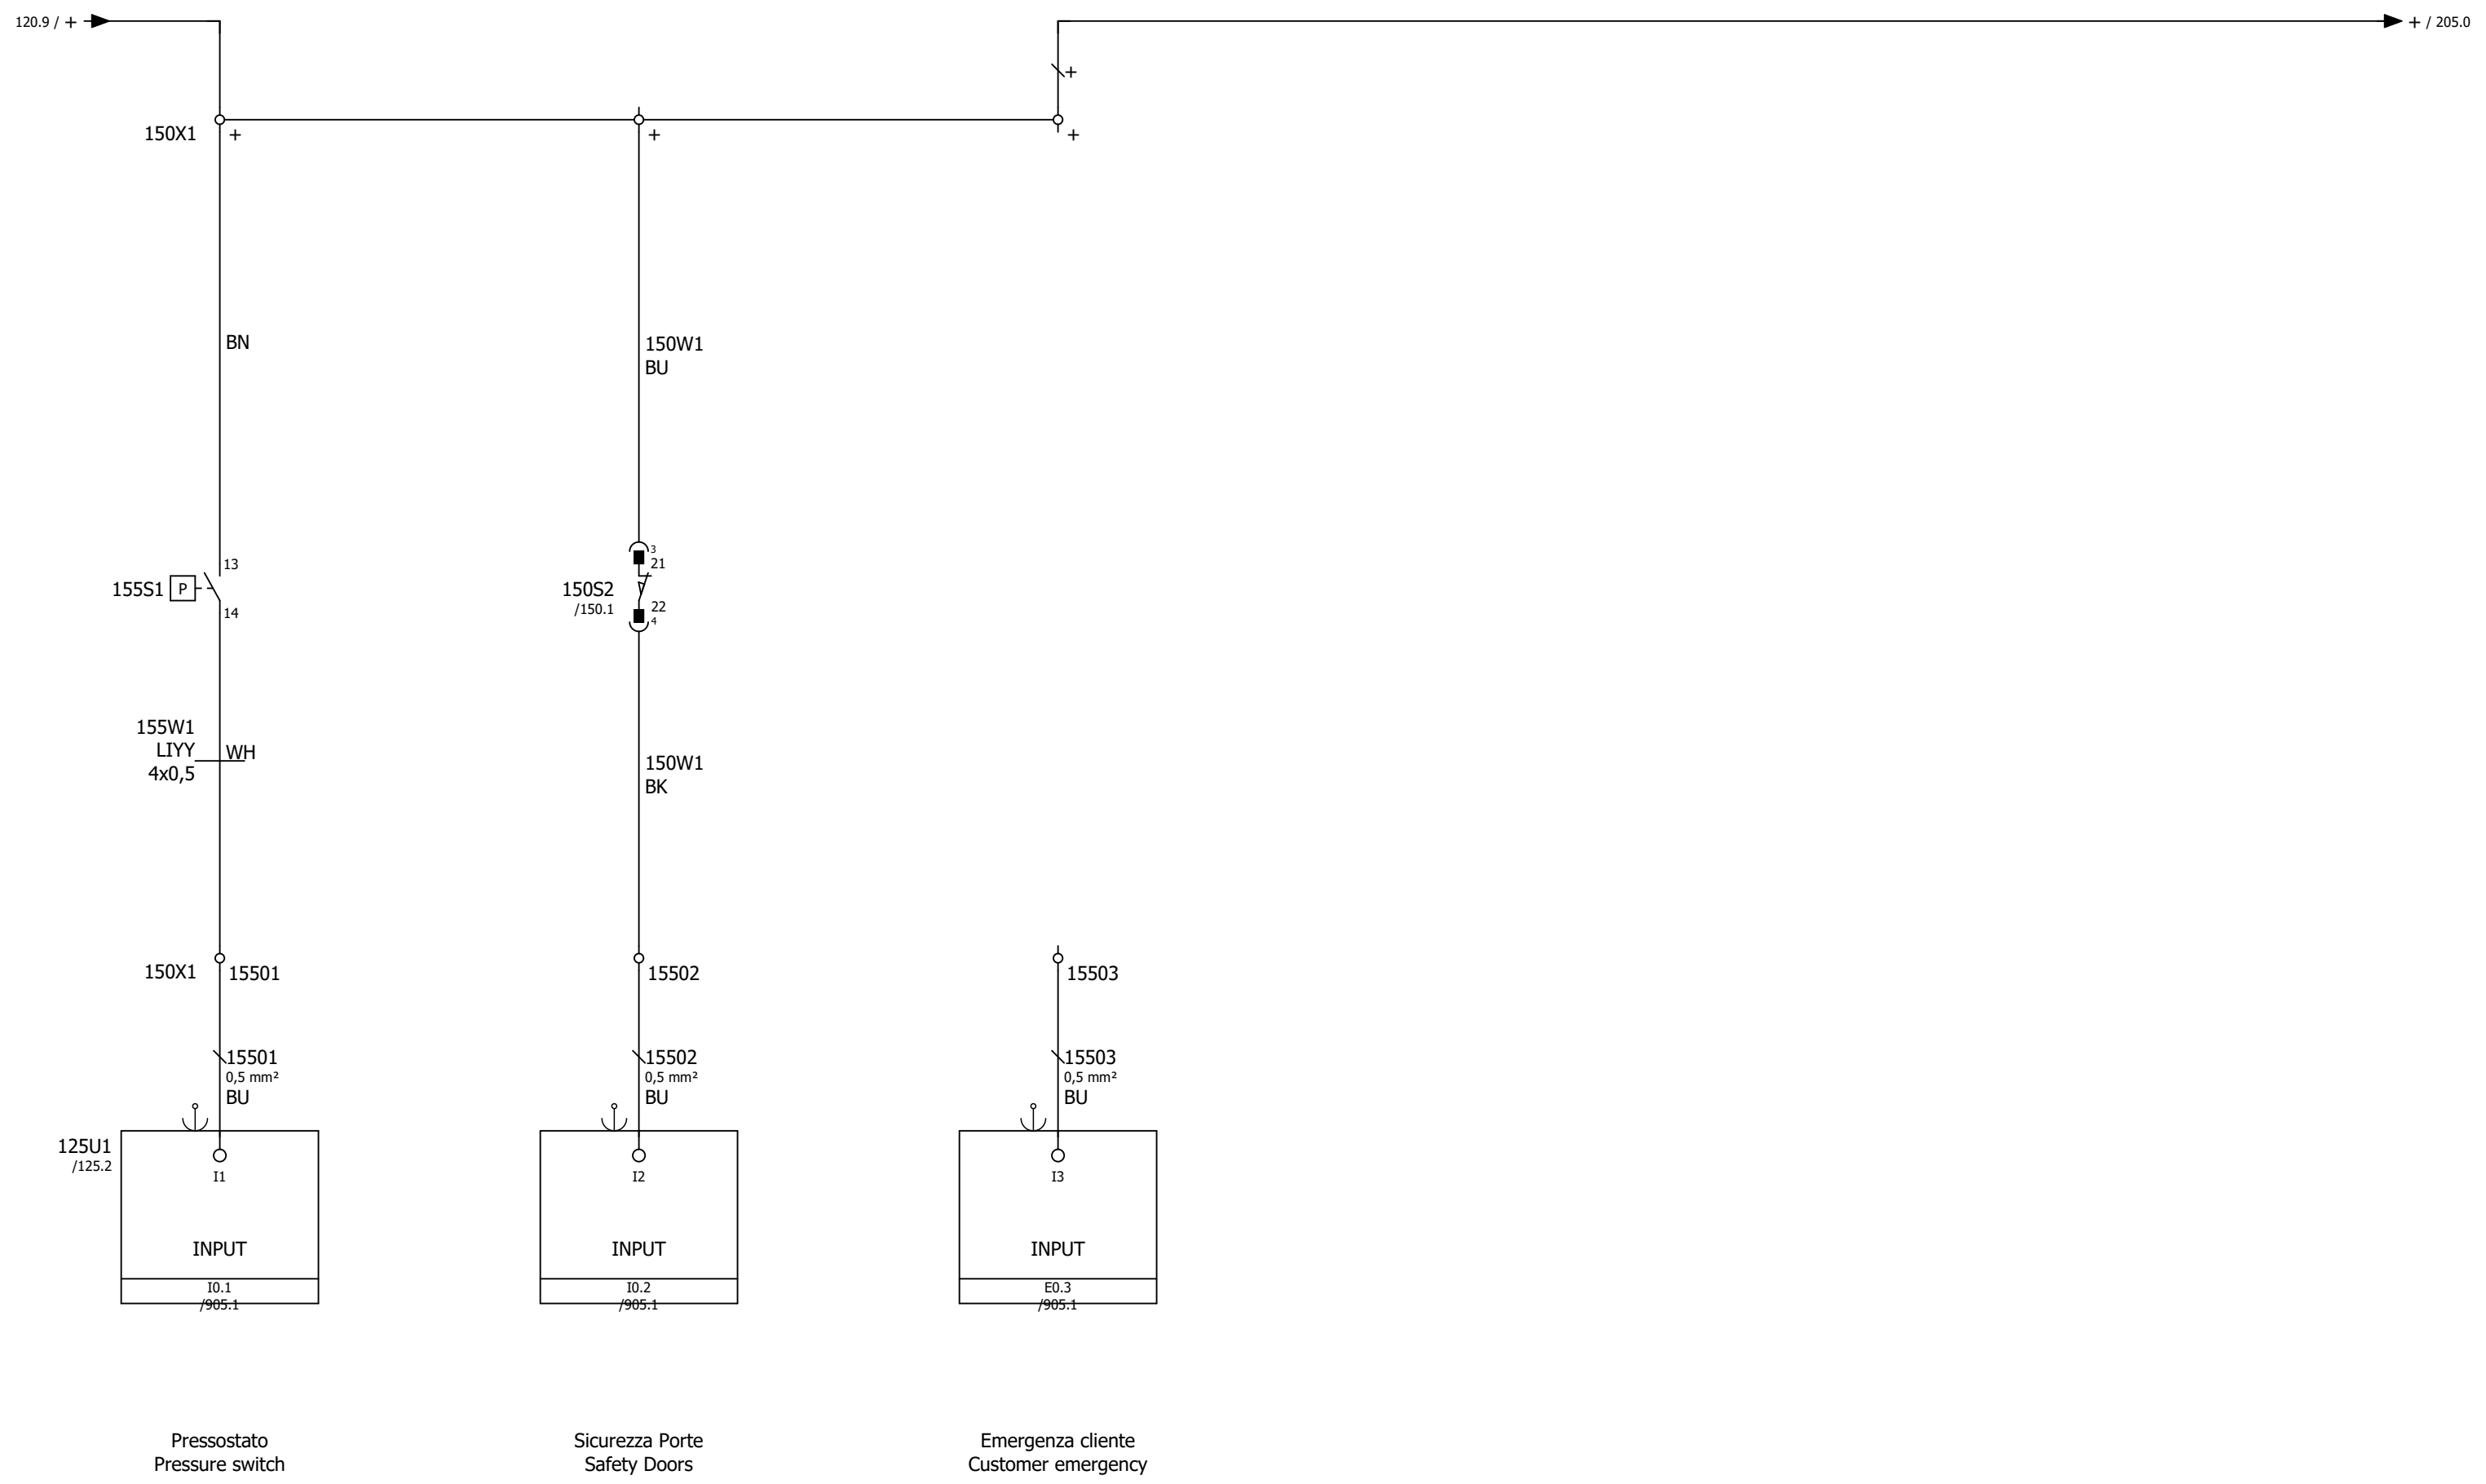 120.9 / +
+ / 205.0
+
150X1
+
+
+
BN
150W1
BU
13
155S1
P
14
3
21
150S2
/150.1
22
4
155W1
LIYY
4x0,5
WH
150W1
BK
150X1
15501
15502
15503
15501
0,5 mm²
BU
15502
0,5 mm²
BU
15503
0,5 mm²
BU
125U1
/125.2
I1
INPUT
I0.1
/905.1
I2
INPUT
I0.2
/905.1
I3
INPUT
E0.3
/905.1
Pressostato
Pressure switch
Sicurezza Porte
Safety Doors
Emergenza cliente
Customer emergency